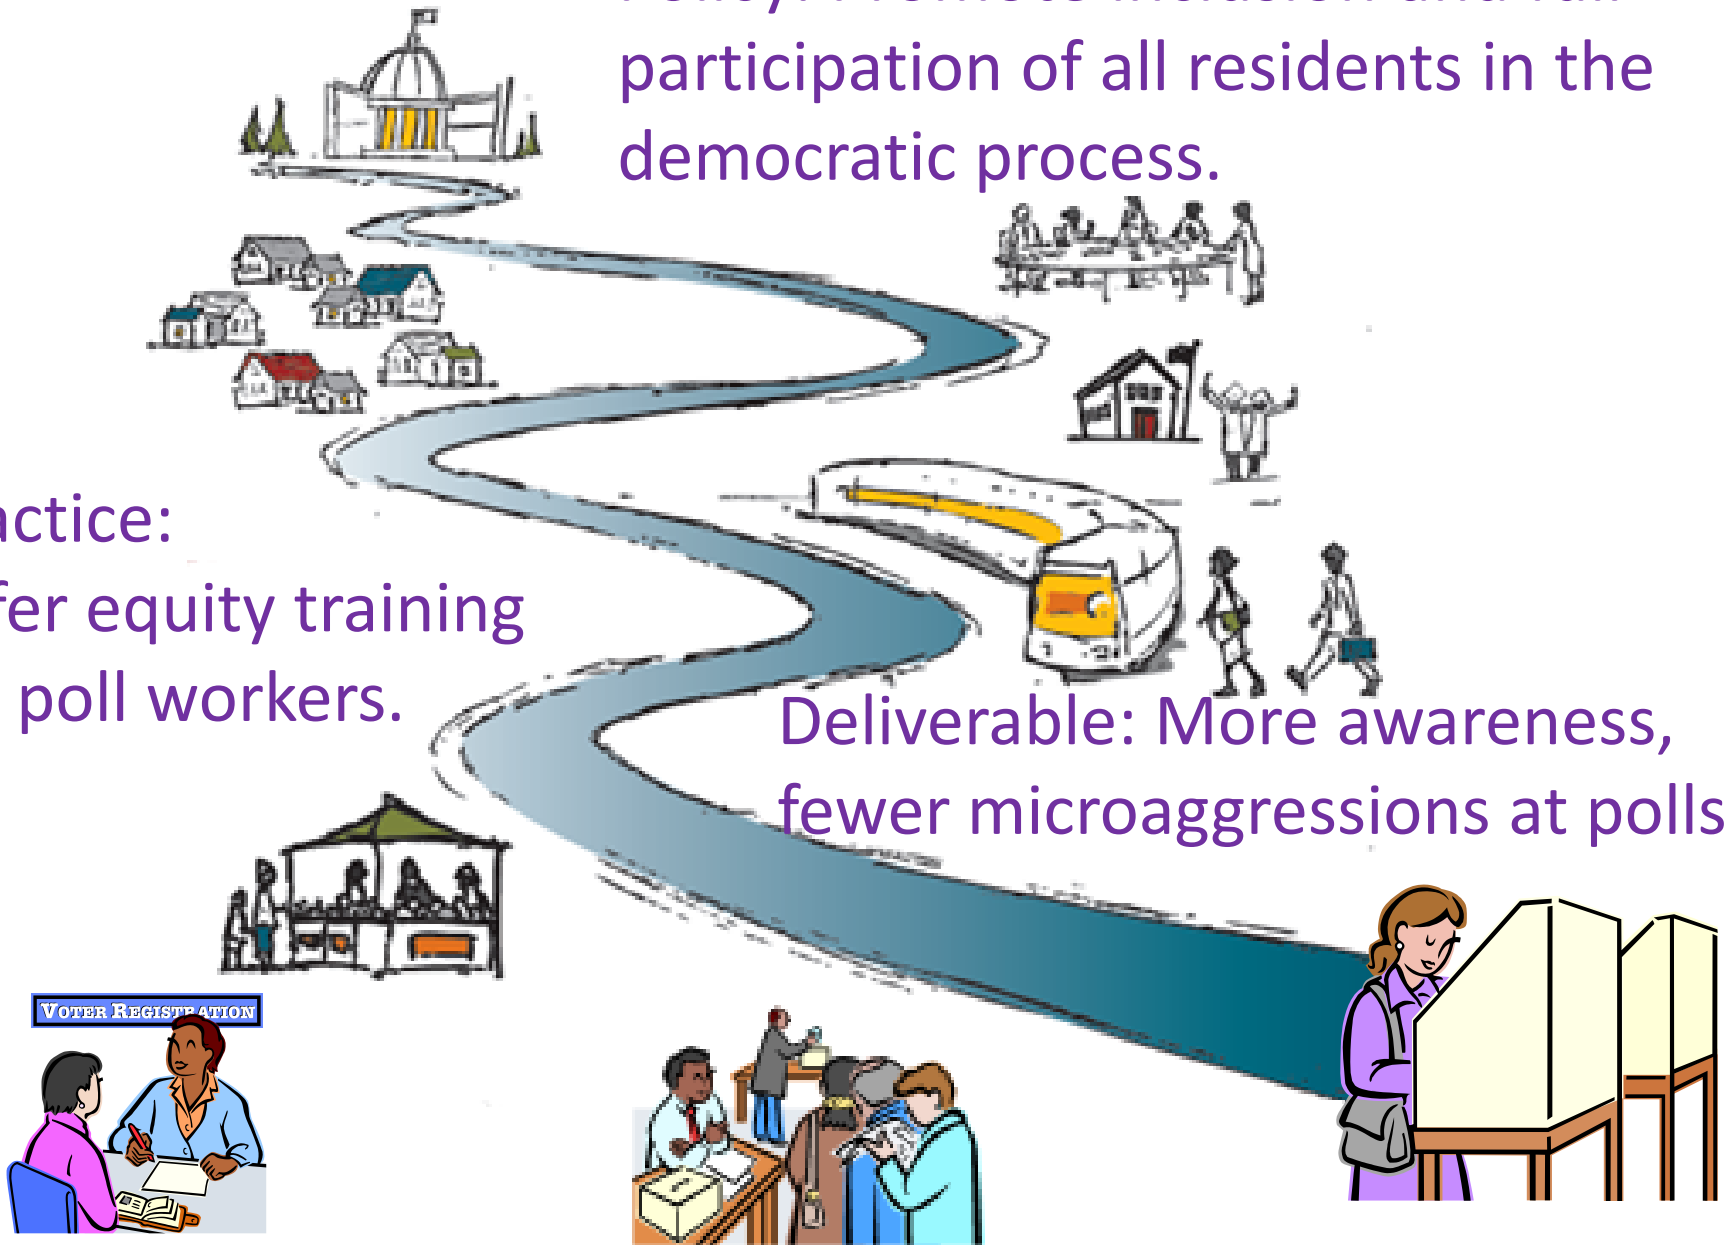 participation of all residents in the
democratic process.
actice:
fer equity training
poll workers.
Deliverable: More awareness,
fewer microaggressions at polls
VOTER REGISTRATION